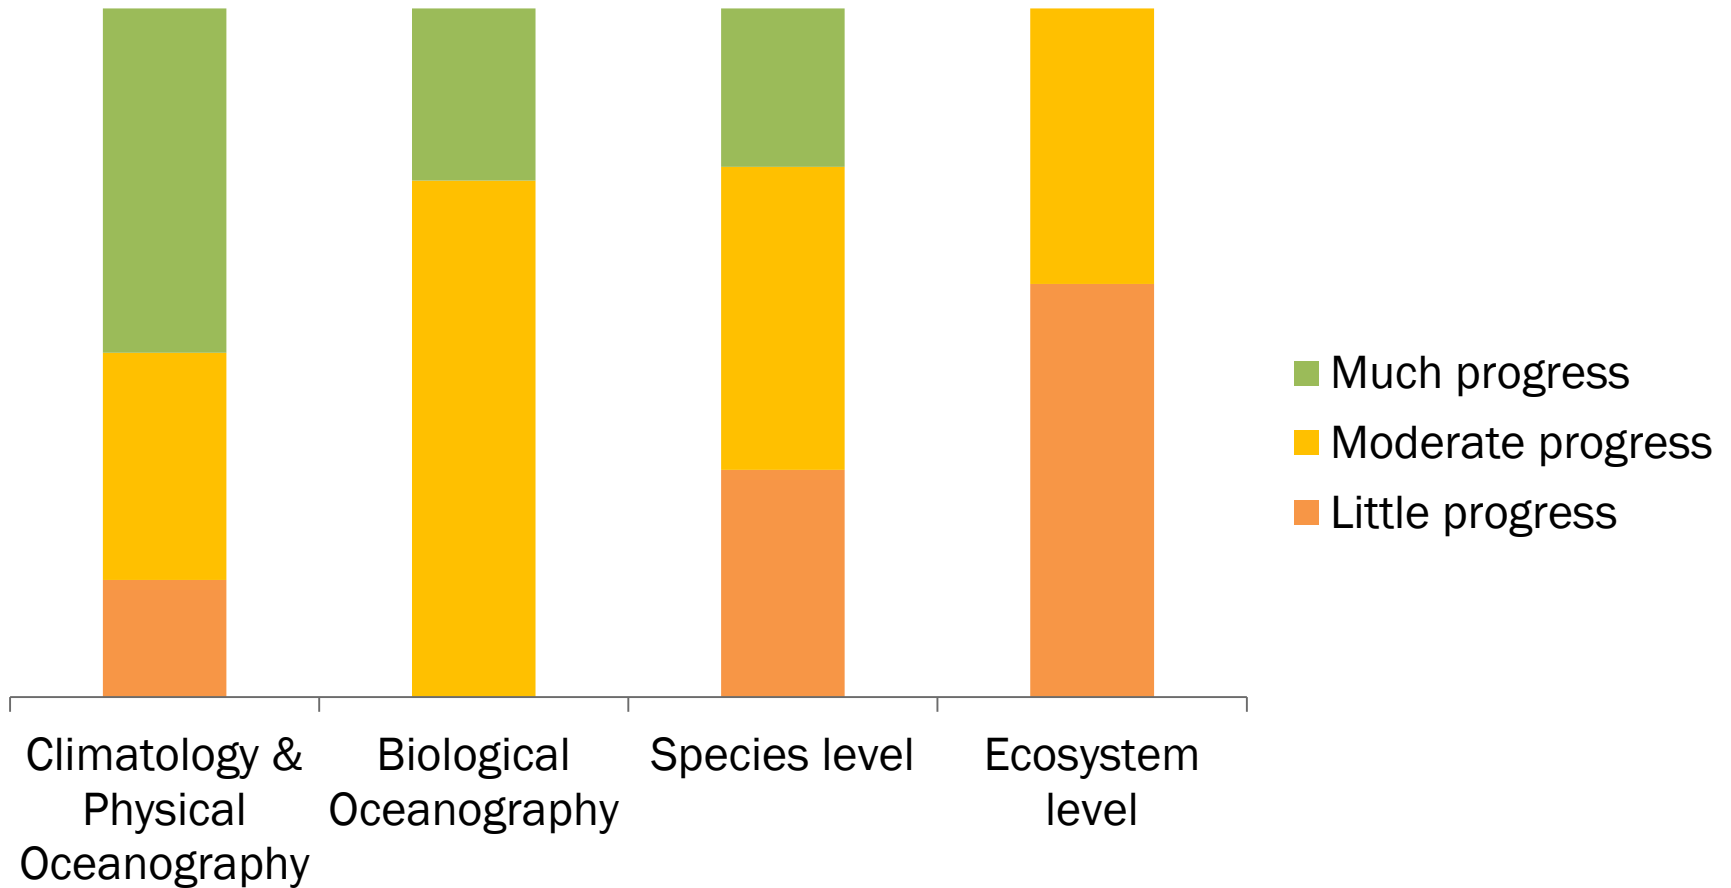 Much progress
Moderate progress
Little progress
Climatology &
Physical
Oceanography
Biological
Oceanography
Species level
Ecosystem
level